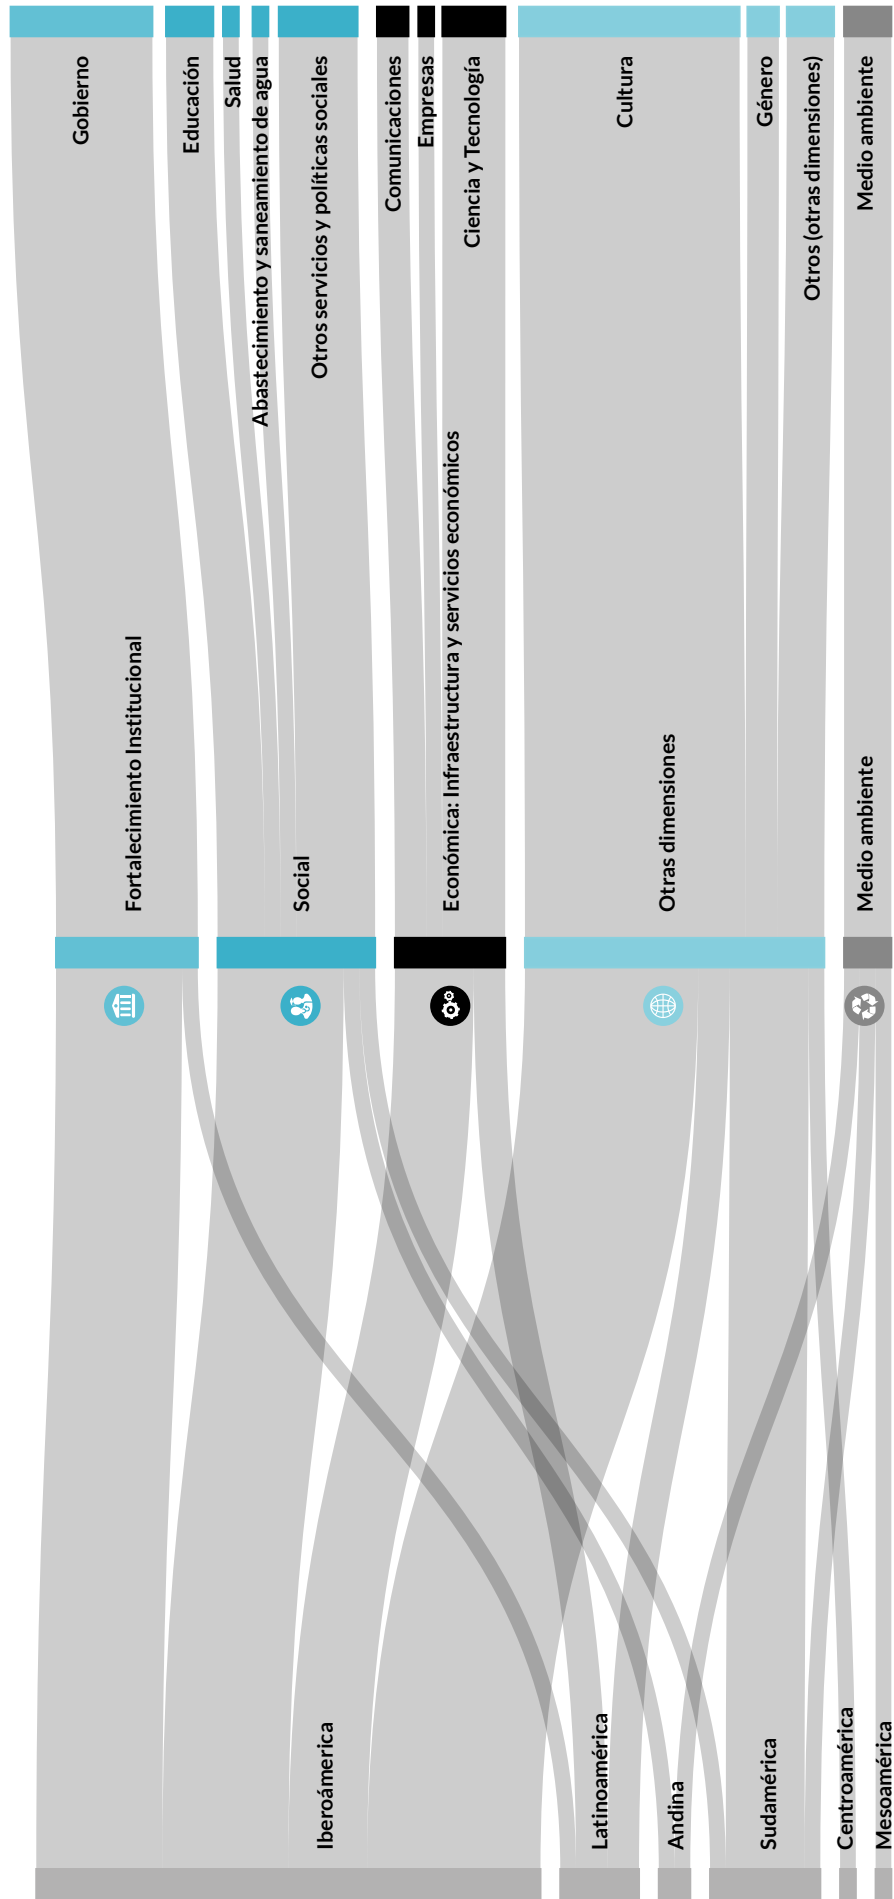 Gobierno
Educación
Salud
Abastecimiento y saneamiento de agua
Otros servicios y políticas sociales
Comunicaciones
Empresas
Ciencia y Tecnología
Cultura
Género
Otros (otras dimensiones)
Medio ambiente
Fortalecimiento Institucional
Social
Económica: Infraestructura y servicios económicos
Otras dimensiones
Medio ambiente
Iberoámerica
Latinoamérica
Andina
Sudamérica
Centroamérica
Mesoamérica